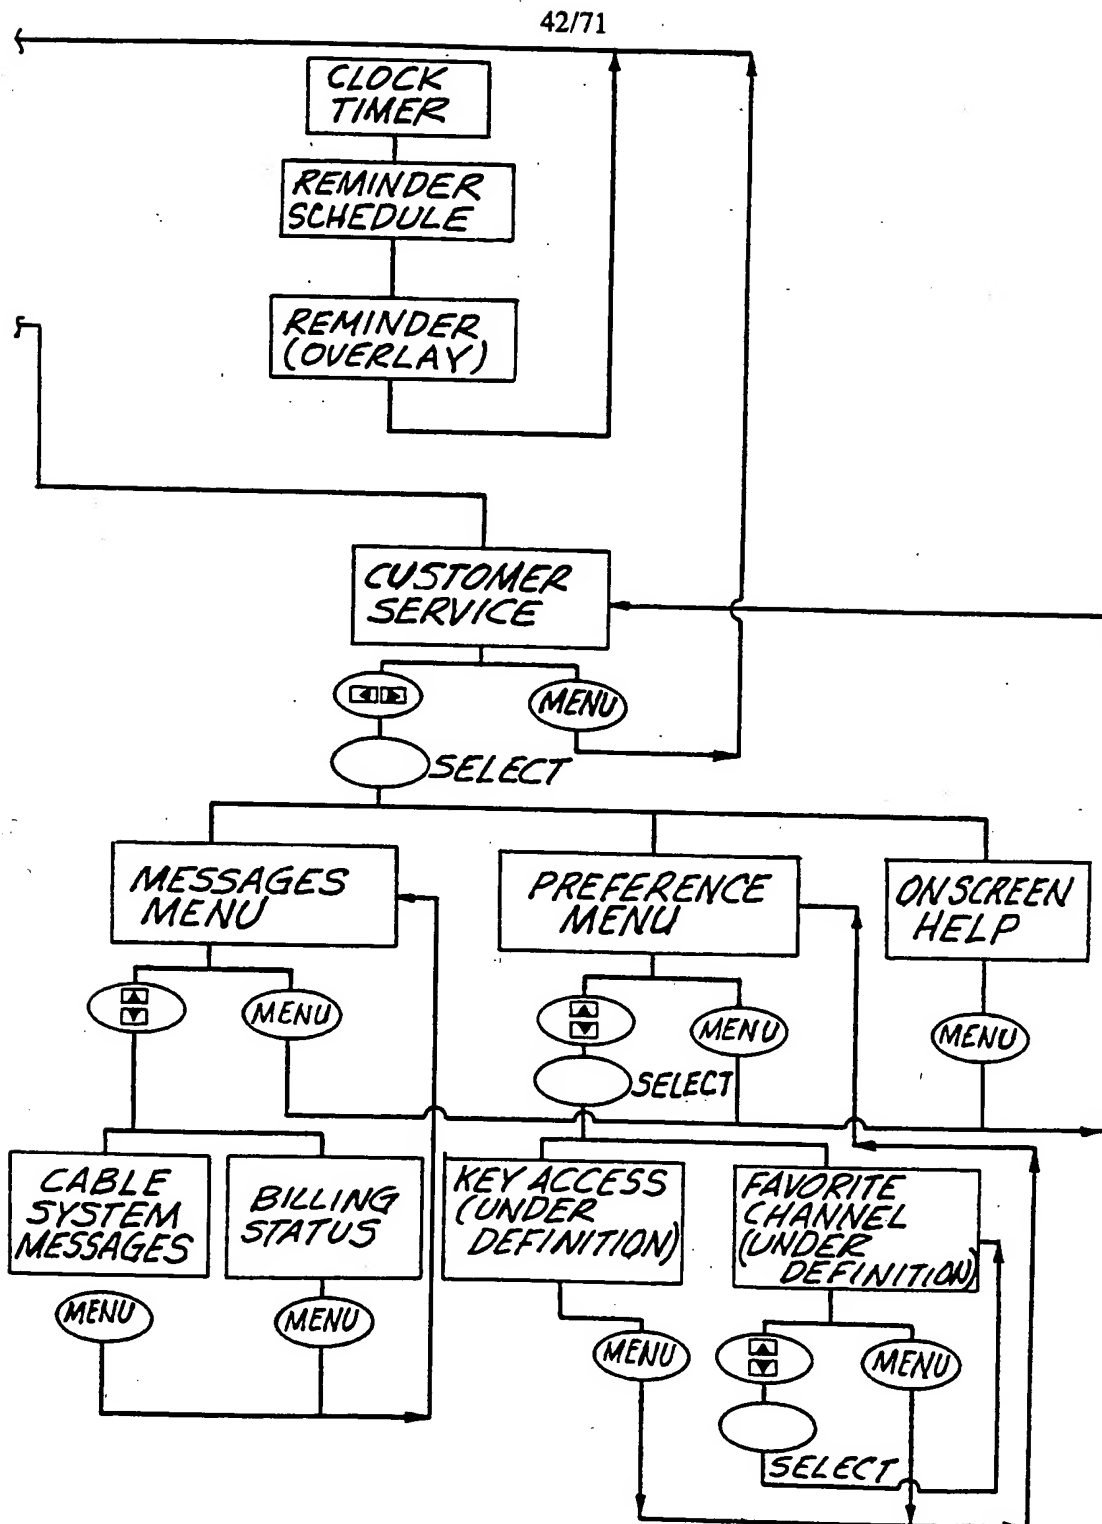 42/71
CLOCK
TIMER
REMINDER
SCHEDULE
REMINDER
(OVERLAY)
CUSTOMER
SERVICE
MENU
SELECT
MESSAGES
MENU
PREFERENCE
MENU
ON SCREEN
HELP
MENU
MENU
MENU
SELECT
CABLE
SYSTEM
MESSAGES
BILLING
STATUS
KEY ACCESS
(UNDER
DEFINITION)
FAVORITE
CHANNEL
(UNDER
DEFINITION)
MENU
MENU
MENU
MENU
SELECT